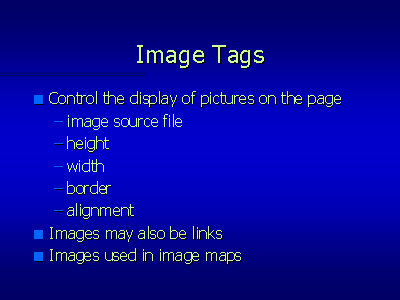 Image Tags
Control the display of pictures on the page
– image source file
– height
– width
– border
– alignment
Images may also be links
Images used in image maps